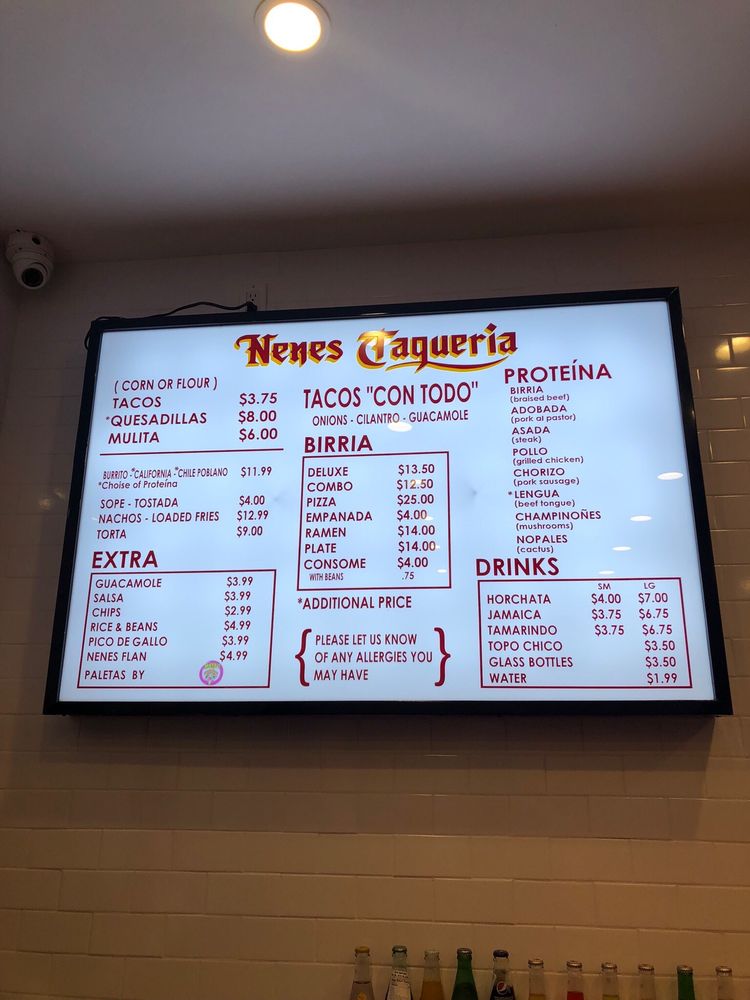 Nenes Taqueria
( CORN OR FLOUR )
TACOS $3.75
*QUESADILLAS $8.00
MULITA $6.00
BURRITO -*CALIFORNIA -*CHILE POBLANO $11.99
*Choise of Proteína
SOPE - TOSTADA $4.00
NACHOS - LOADED FRIES $12.99
TORTA $9.00
EXTRA
GUACAMOLE $3.99
SALSA $3.99
CHIPS $2.99
RICE & BEANS $4.99
PICO DE GALLO $3.99
NENES FLAN $4.99
PALETAS BY
TACOS "CON TODO"
ONIONS - CILANTRO - GUACAMOLE
BIRRIA
DELUXE $13.50
COMBO $12.50
PIZZA $25.00
EMPANADA $4.00
RAMEN $14.00
PLATE $14.00
CONSOME $4.00
WITH BEANS .75
*ADDITIONAL PRICE
{ PLEASE LET US KNOW
OF ANY ALLERGIES YOU
MAY HAVE }
PROTEÍNA
BIRRIA
(braised beef)
ADOBADA
(pork al pastor)
ASADA
(steak)
POLLO
(grilled chicken)
CHORIZO
(pork sausage)
*LENGUA
(beef tongue)
CHAMPINOÑES
(mushrooms)
NOPALES
(cactus)
DRINKS
SM LG
HORCHATA $4.00 $7.00
JAMAICA $3.75 $6.75
TAMARINDO $3.75 $6.75
TOPO CHICO $3.50
GLASS BOTTLES $3.50
WATER $1.99